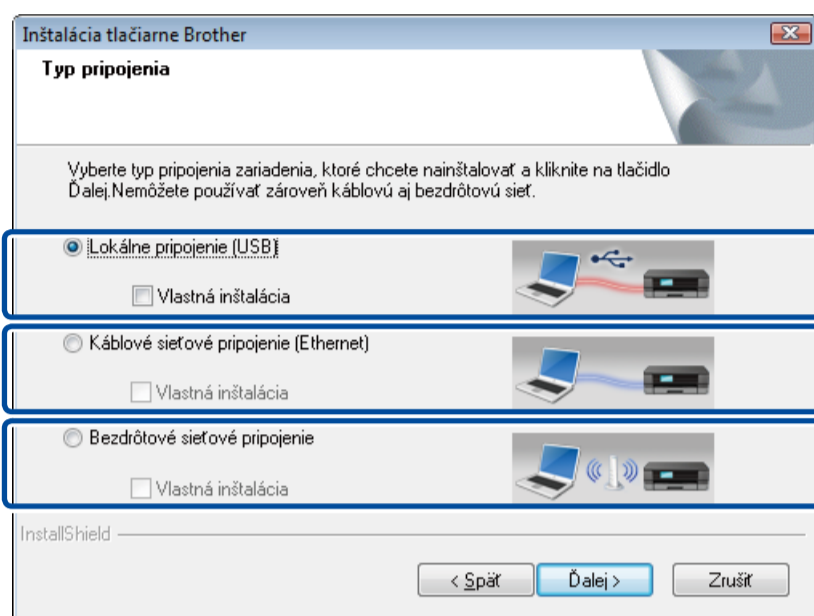 Inštalácia tlačiarne Brother
Typ pripojenia
Vyberte typ pripojenia zariadenia, ktoré chcete nainštalovať a kliknite na tlačidlo
Ďalej.Nemôžete používať zároveň káblovú aj bezdrôtovú sieť.
Lokálne pripojenie (USB)
Vlastná inštalácia
Káblové sieťové pripojenie (Ethernet)
Vlastná inštalácia
Bezdrôtové sieťové pripojenie
Vlastná inštalácia
InstallShield
< Späť Ďalej > Zrušiť